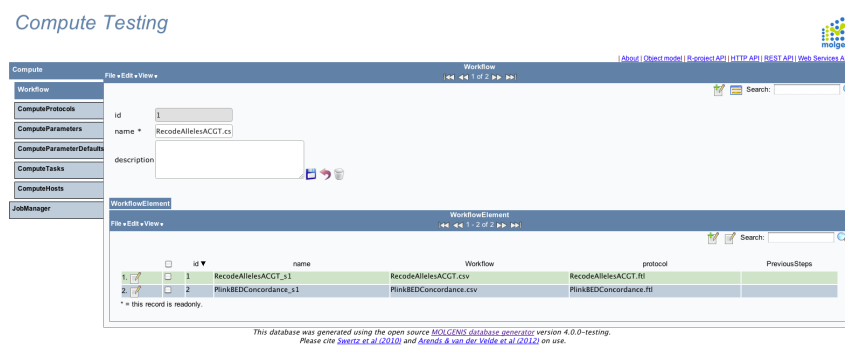 Compute Testing
molge
| About | Object model | R-project API | HTTP API | REST API | Web Services A
Compute
Workflow
ComputeProtocols
ComputeParameters
ComputeParameterDefaults
ComputeTasks
ComputeHosts
JobManager
Workflow
File Edit View
1 of 2
Search:
id 1
name * RecodeAllelesACGT.cs
description
WorkflowElement
WorkflowElement
File Edit View
1 - 2 of 2
Search:
id name Workflow protocol PreviousSteps
1. 1 RecodeAllelesACGT_s1 RecodeAllelesACGT.csv RecodeAllelesACGT.ftl
2. 2 PlinkBEDConcordance_s1 PlinkBEDConcordance.csv PlinkBEDConcordance.ftl
* = this record is readonly.
This database was generated using the open source MOLGENIS database generator version 4.0.0-testing.
Please cite Swertz et al (2010) and Arends & van der Velde et al (2012) on use.